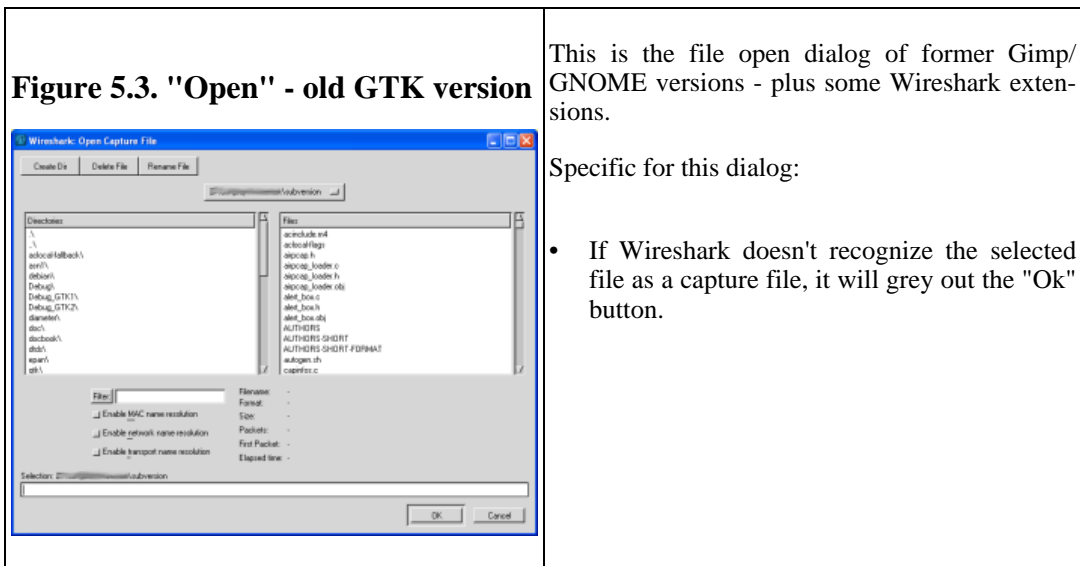 Figure 5.3. "Open" - old GTK version
Wireshark: Open Capture File
Create Dir Delete File Rename File
\subversion
Directories
.\
..\
aclocal-fallback\
asn1\
debian\
Debug\
Debug_GTK1\
Debug_GTK2\
diameter\
doc\
docbook\
dtds\
epan\
gtk\
Files
acinclude.m4
aclocal-flags
airpcap.h
airpcap_loader.c
airpcap_loader.h
airpcap_loader.obj
alert_box.c
alert_box.h
alert_box.obj
AUTHORS
AUTHORS-SHORT
AUTHORS-SHORT-FORMAT
autogen.sh
capinfos.c
Filter:
Enable MAC name resolution
Enable network name resolution
Enable transport name resolution
Filename: -
Format: -
Size: -
Packets: -
First Packet: -
Elapsed time: -
Selection: \subversion
OK Cancel
This is the file open dialog of former Gimp/
GNOME versions - plus some Wireshark exten-
sions.
Specific for this dialog:
• If Wireshark doesn't recognize the selected
file as a capture file, it will grey out the "Ok"
button.